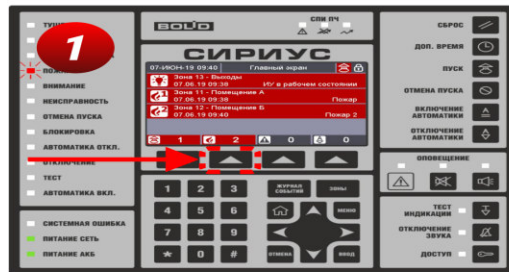 1
ТУШ
ПОЖ
ВНИМАНИЕ
НЕИСПРАВНОСТЬ
ОТМЕНА ПУСКА
БЛОКИРОВКА
АВТОМАТИКА ОТКЛ.
ОТКЛЮЧЕНИЕ
ТЕСТ
АВТОМАТИКА ВКЛ.
СИСТЕМНАЯ ОШИБКА
ПИТАНИЕ СЕТЬ
ПИТАНИЕ АКБ
BOLID
СПИ ПЧ
СИРИУС
07-ИЮН-19 09:40 Главный экран
Зона 13 - Выходы
07.06.19 09:38 ИУ в рабочем состоянии
Зона 11 - Помещение А
07.06.19 09:38 Пожар
Зона 12 - Помещение Б
07.06.19 09:40 Пожар 2
1 2 0 0
1 2 3 ЖУРНАЛ СОБЫТИЙ ЗОНЫ
4 5 6 МЕНЮ
7 8 9
* 0 # ОТМЕНА ВВОД
СБРОС
ДОП. ВРЕМЯ
ПУСК
ОТМЕНА ПУСКА
ВКЛЮЧЕНИЕ
АВТОМАТИКИ
ОТКЛЮЧЕНИЕ
АВТОМАТИКИ
ОПОВЕЩЕНИЕ
ТЕСТ
ИНДИКАЦИИ
ОТКЛЮЧЕНИЕ
ЗВУКА
ДОСТУП